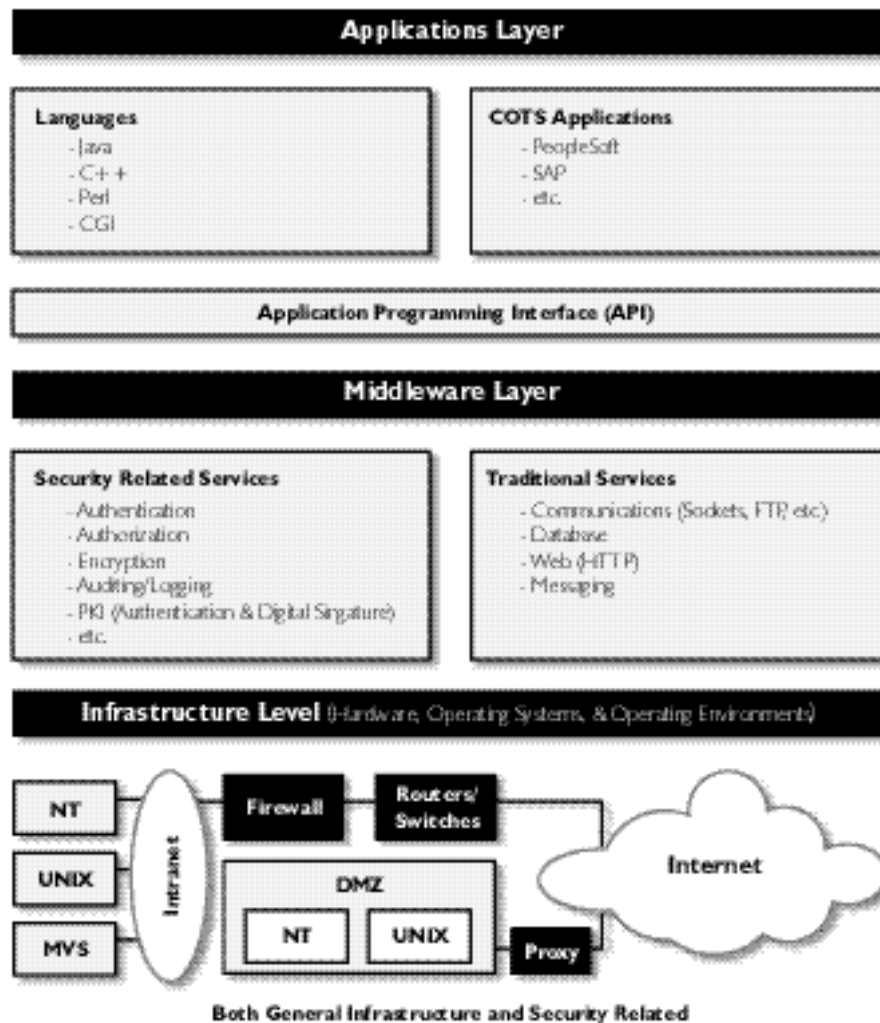 Applications Layer
Languages
- Java
- C++
- Perl
- CGI
COTS Applications
- PeopleSoft
- SAP
- etc.
Application Programming Interface (API)
Middleware Layer
Security Related Services
- Authentication
- Authorization
- Encryption
- Auditing/Logging
- PKI (Authentication & Digital Singature)
- etc.
Traditional Services
- Communications (Sockets, FTP, etc)
- Database
- Web (HTTP)
- Messaging
Infrastructure Level (Hardware, Operating Systems, & Operating Environments)
NT
UNIX
MVS
Intranet
Firewall
Routers/
Switches
DMZ
NT
UNIX
Proxy
Internet
Both General Infrastructure and Security Related